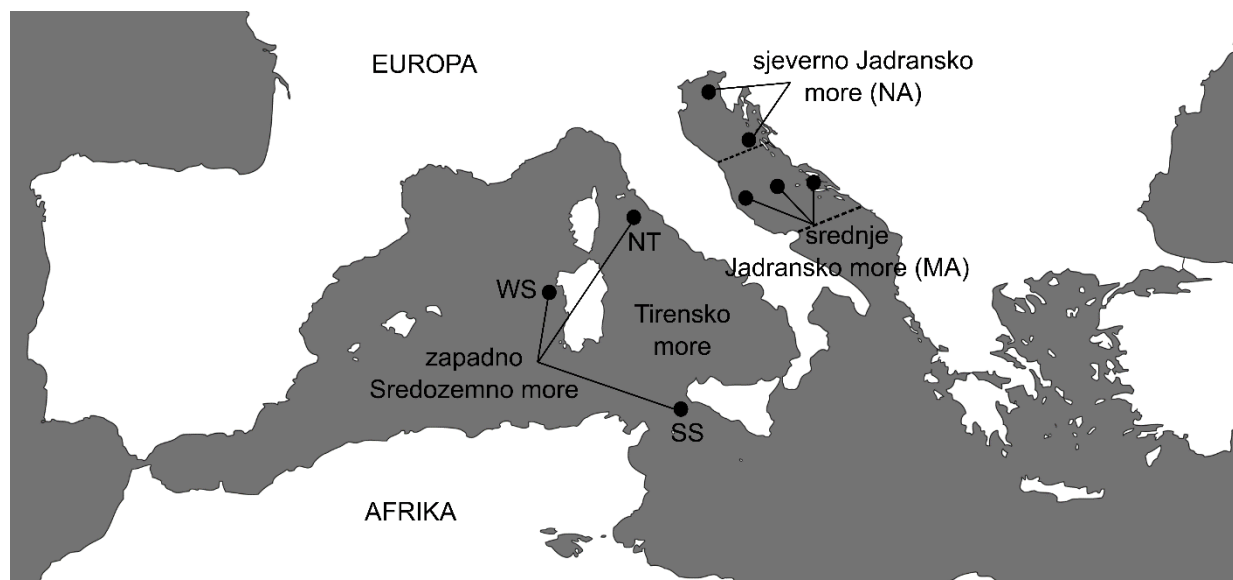 EUROPA
sjeverno Jadransko
more (NA)
NT
srednje
Jadransko more (MA)
WS
Tirensko
more
zapadno
Sredozemno more
SS
AFRIKA